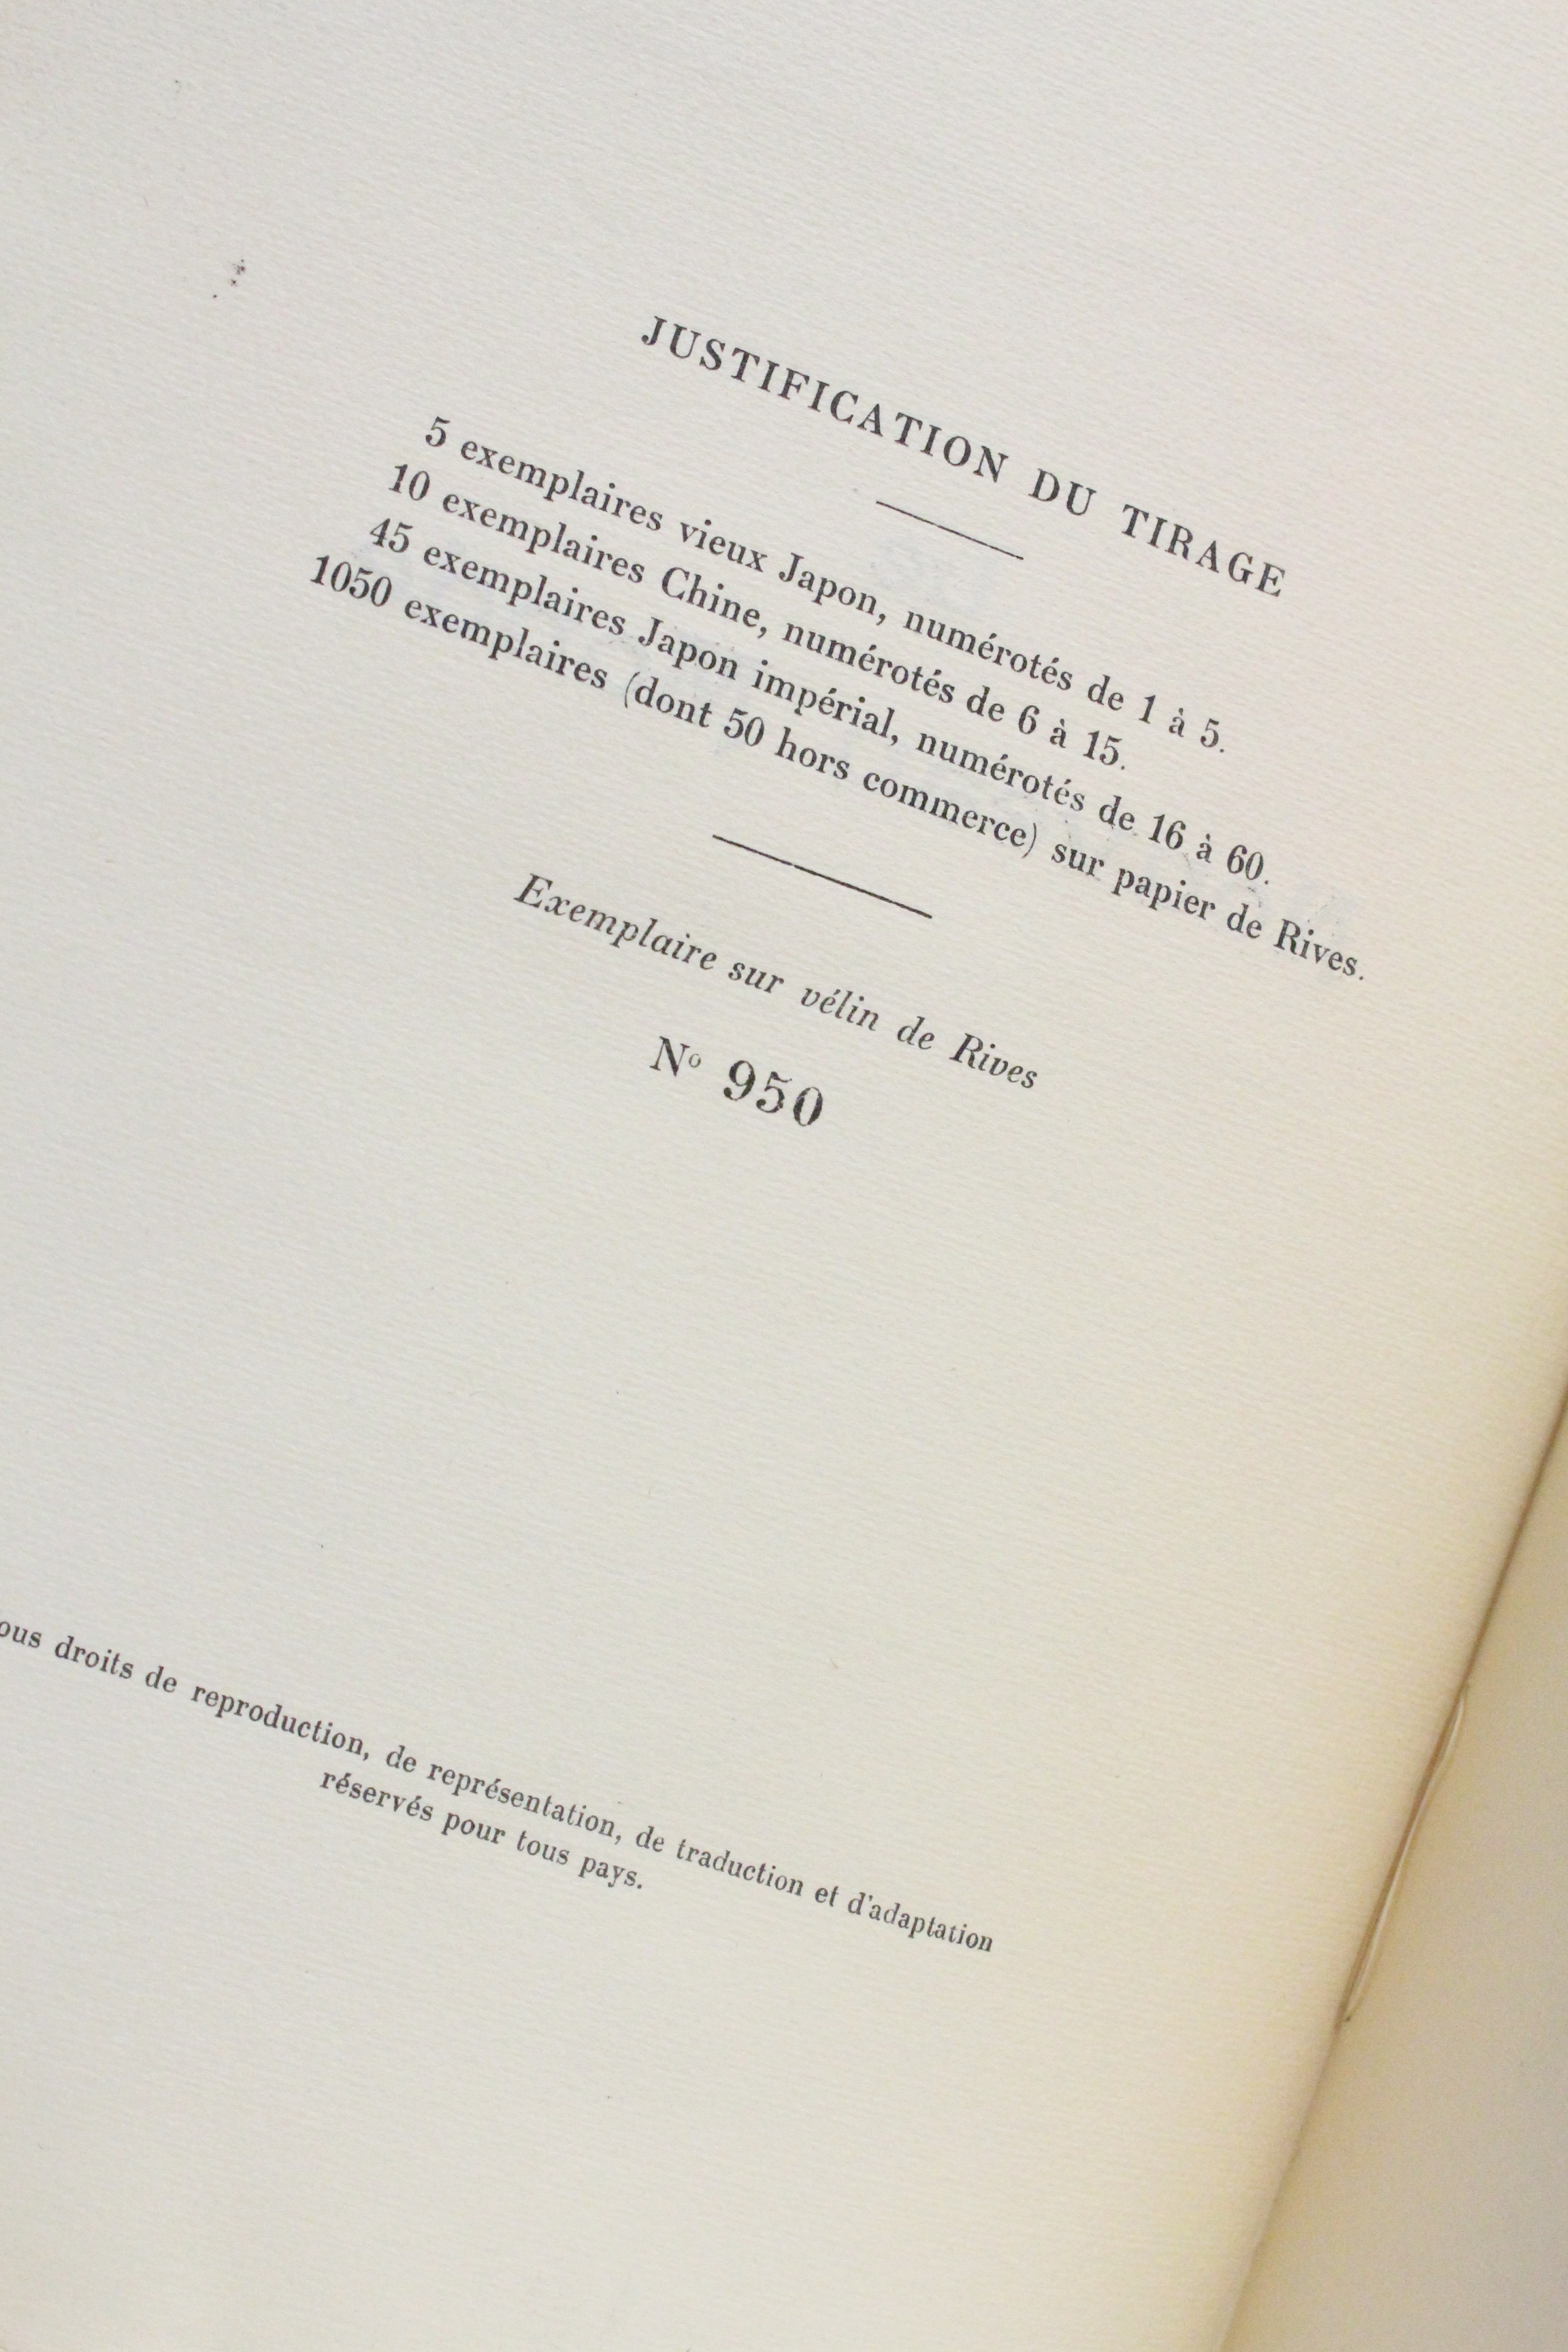 JUSTIFICATION DU TIRAGE
5 exemplaires vieux Japon, numérotés de 1 à 5.
10 exemplaires Chine, numérotés de 6 à 15.
45 exemplaires Japon impérial, numérotés de 16 à 60.
1050 exemplaires (dont 50 hors commerce) sur papier de Rives.
Exemplaire sur vélin de Rives
No 950
ous droits de reproduction, de représentation, de traduction et d'adaptation
réservés pour tous pays.